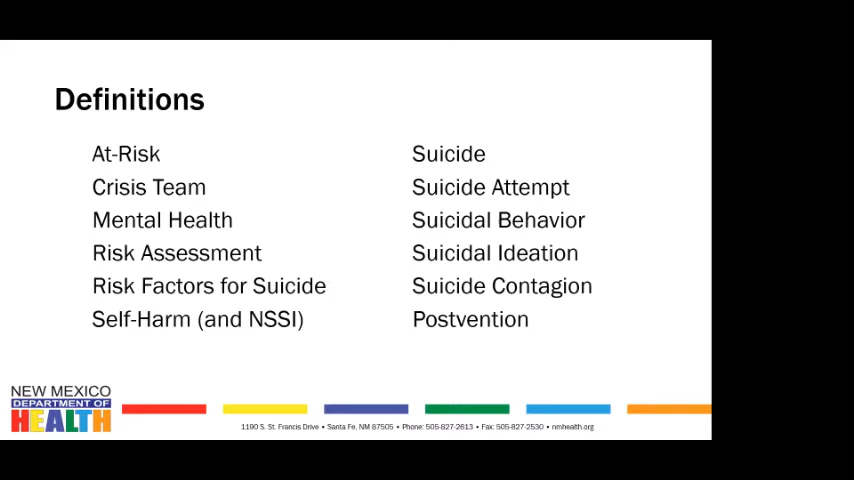 Definitions
At-Risk
Crisis Team
Mental Health
Risk Assessment
Risk Factors for Suicide
Self-Harm (and NSSI)
Suicide
Suicide Attempt
Suicidal Behavior
Suicidal Ideation
Suicide Contagion
Postvention
NEW MEXICO
DEPARTMENT OF
HEALTH
1190 S. St. Francis Drive • Santa Fe, NM 87505 • Phone: 505-827-2613 • Fax: 505-827-2530 • nmhealth.org